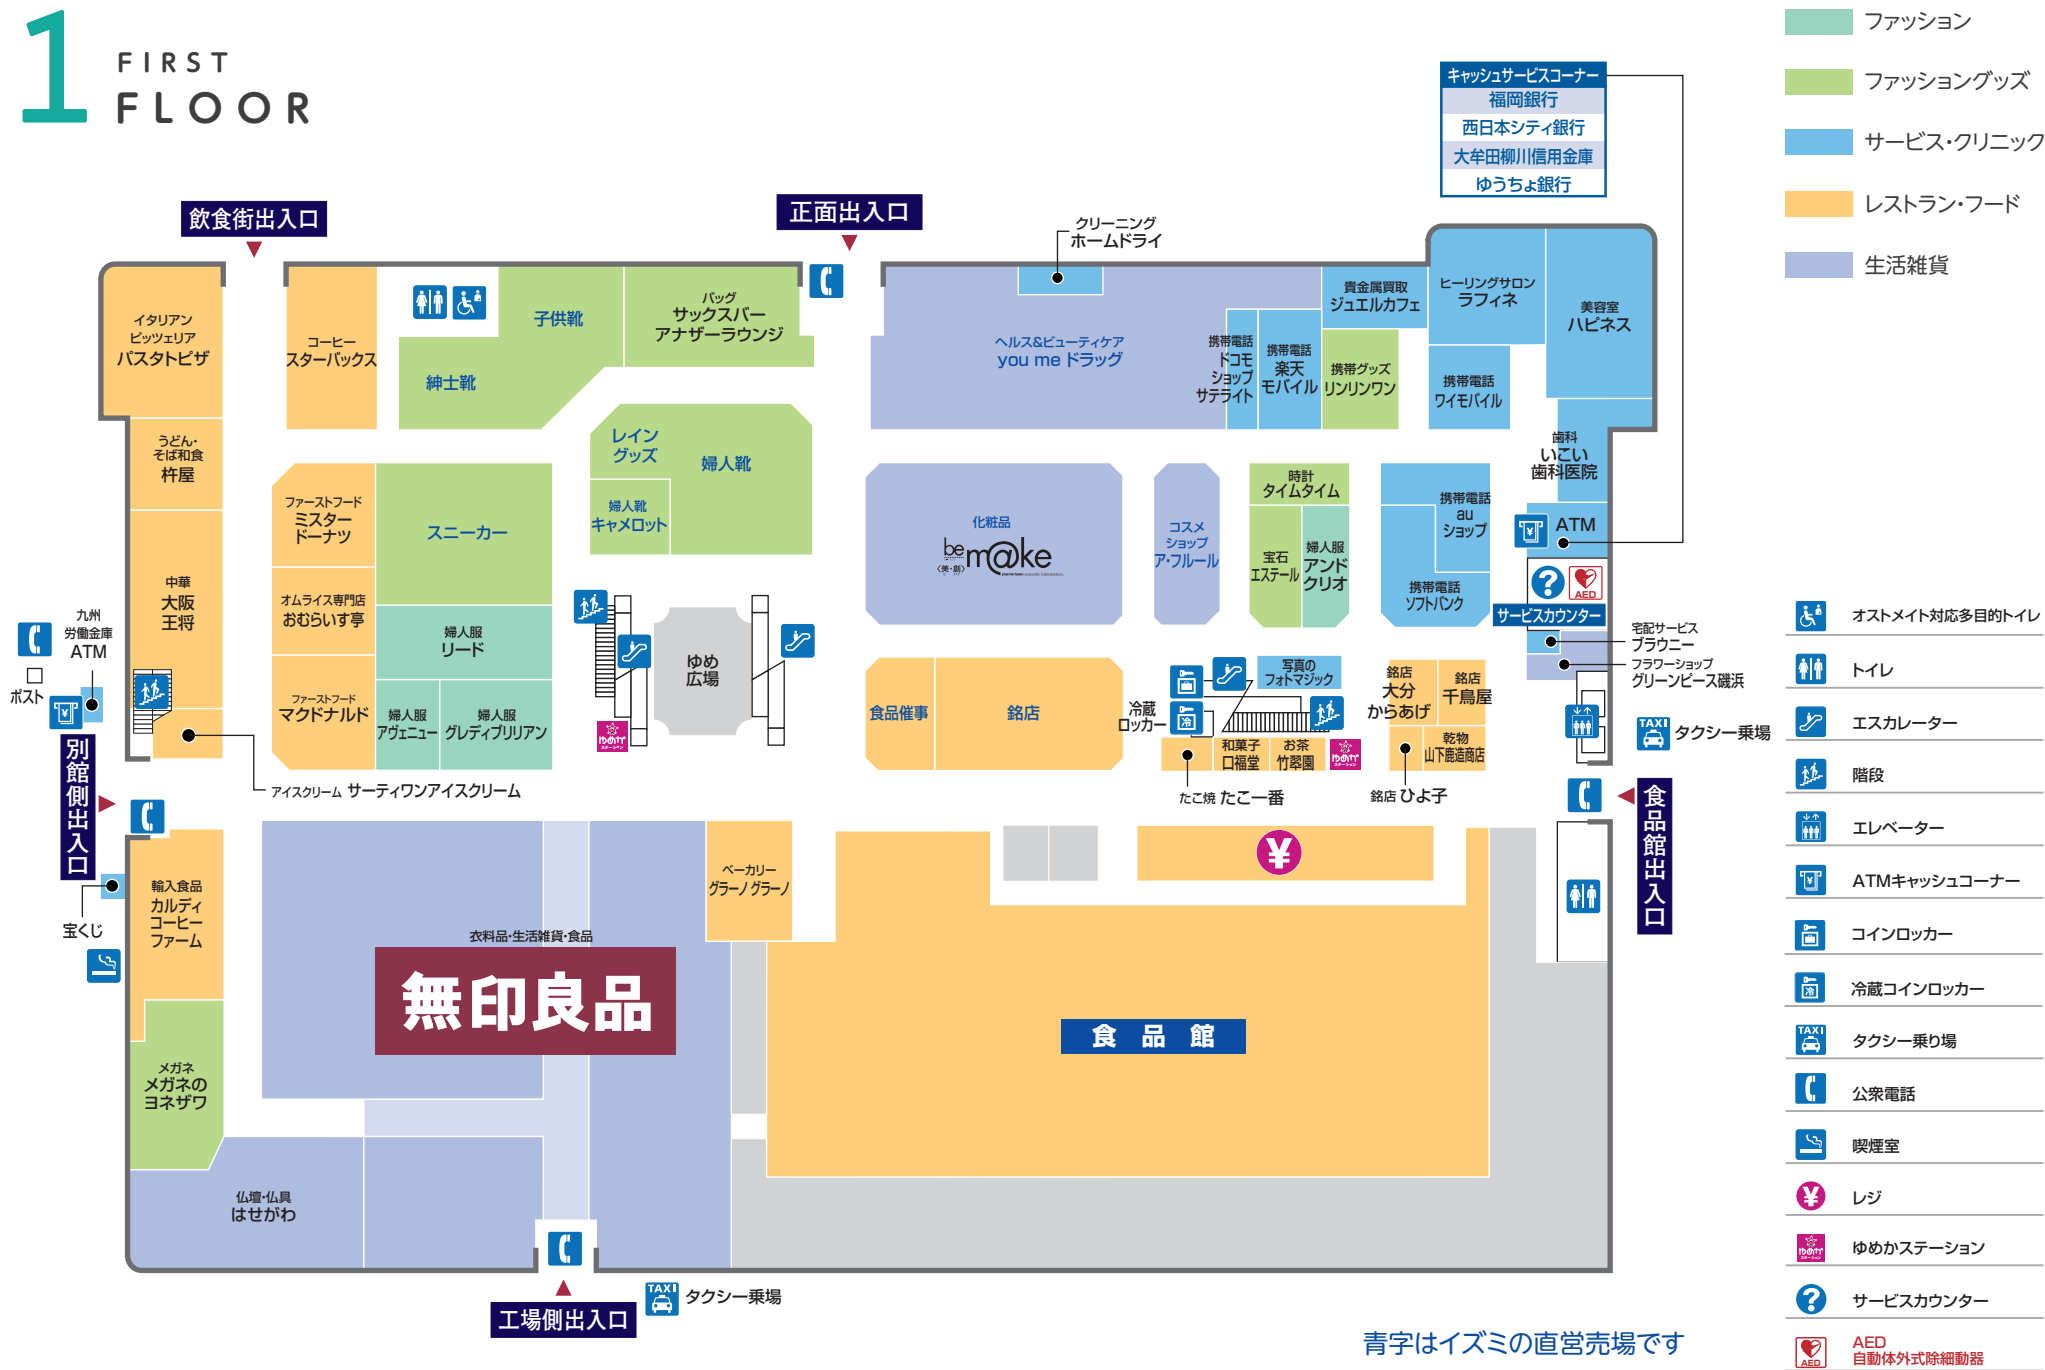 1
FIRST
FLOOR
ファッション
ファッショングッズ
サービス・クリニック
レストラン・フード
生活雑貨
キャッシュサービスコーナー
福岡銀行
西日本シティ銀行
大牟田柳川信用金庫
ゆうちょ銀行
飲食街出入口
正面出入口
クリーニング
ホームドライ
イタリアン
ピッツェリア
パスタトピザ
コーヒー
スターバックス
子供靴
紳士靴
バッグ
サックスバー
アナザーラウンジ
ヘルス&ビューティケア
you me ドラッグ
携帯電話
ドコモ
ショップ
サテライト
携帯電話
楽天
モバイル
貴金属買取
ジュエルカフェ
携帯グッズ
リンリンワン
ヒーリングサロン
ラフィネ
携帯電話
ワイモバイル
美容室
ハピネス
歯科
いこい
歯科医院
うどん・
そば和食
杵屋
レイン
グッズ
婦人靴
婦人靴
キャメロット
ファーストフード
ミスター
ドーナツ
スニーカー
化粧品
be
〈美・創〉
m@ke
コスメ
ショップ
ア・フルール
時計
タイムタイム
宝石
エステール
婦人服
アンド
クリオ
携帯電話
au
ショップ
携帯電話
ソフトバンク
ATM
AED
サービスカウンター
宅配サービス
ブラウニー
フラワーショップ
グリーンピース磯浜
中華
大阪
王将
九州
労働金庫
ATM
ポスト
オムライス専門店
おむらいす亭
婦人服
リード
ファーストフード
マクドナルド
婦人服
アヴェニュー
婦人服
グレディブリリアン
ゆめか
ステーション
ゆめ
広場
食品催事
銘店
冷蔵
ロッカー
冷
写真の
フォトマジック
たこ焼 たこ一番
和菓子
口福堂
お茶
竹翠園
ゆめか
ステーション
銘店
大分
からあげ
銘店
千鳥屋
乾物
山下鹿造商店
銘店 ひよ子
TAXI
タクシー乗場
別館側出入口
アイスクリーム サーティワンアイスクリーム
食品館出入口
輸入食品
カルディ
コーヒー
ファーム
宝くじ
ベーカリー
グラーノ グラーノ
¥
衣料品・生活雑貨・食品
無印良品
食品館
メガネ
メガネの
ヨネザワ
仏壇・仏具
はせがわ
工場側出入口
TAXI
タクシー乗場
青字はイズミの直営売場です
オストメイト対応多目的トイレ
トイレ
エスカレーター
階段
エレベーター
ATMキャッシュコーナー
コインロッカー
冷
冷蔵コインロッカー
TAXI
タクシー乗り場
公衆電話
喫煙室
¥
レジ
ゆめか
ステーション
ゆめかステーション
?
サービスカウンター
AED
AED
自動体外式除細動器